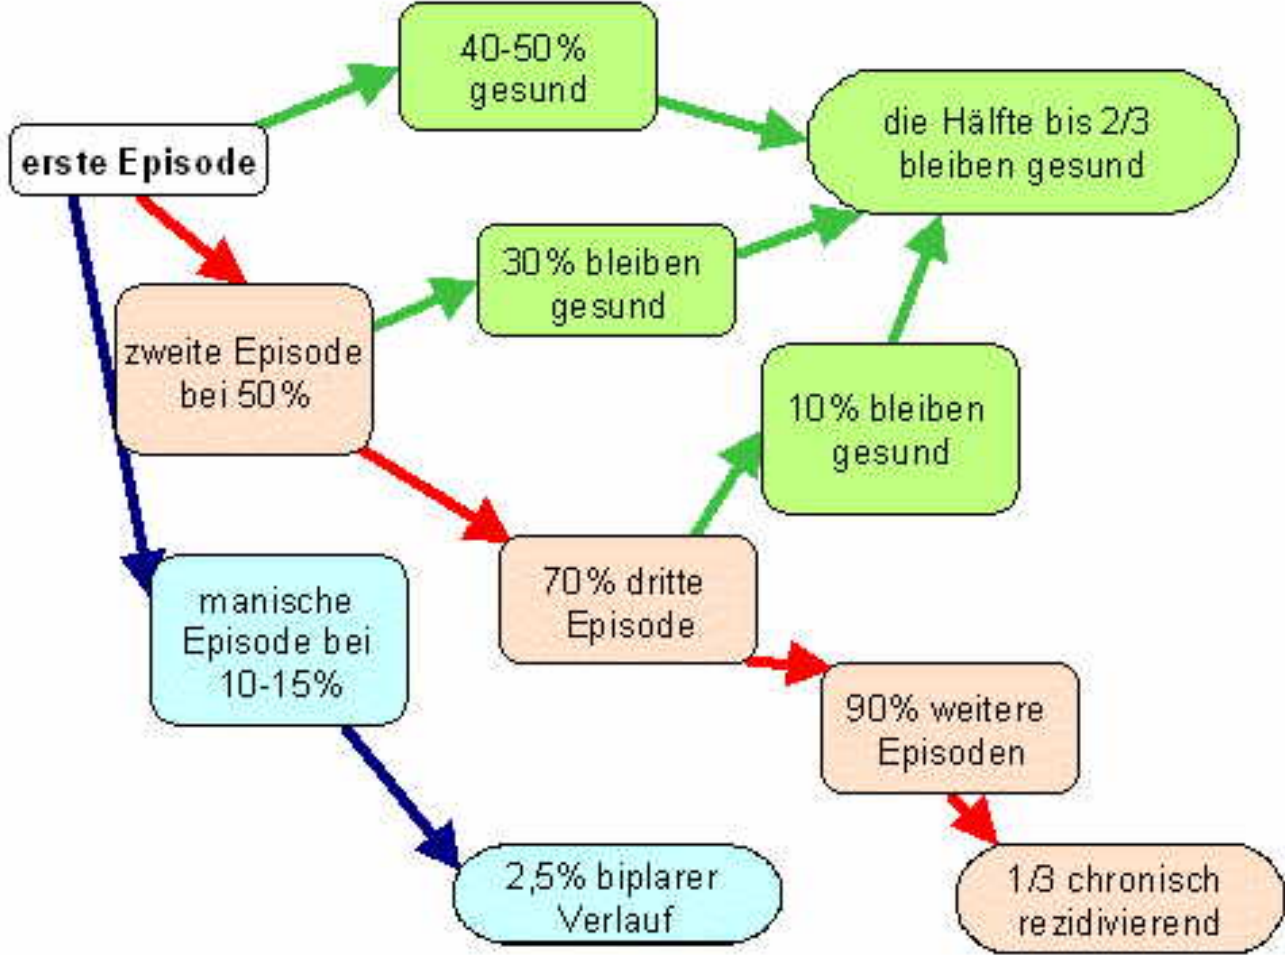 40-50%
gesund
die Hälfte bis 2/3
bleiben gesund
erste Episode
30% bleiben
gesund
zweite Episode
bei 50%
10% bleiben
gesund
70% dritte
Episode
manische
Episode bei
10-15%
90% weitere
Episoden
2,5% biplarer
Verlauf
1/3 chronisch
rezidivierend